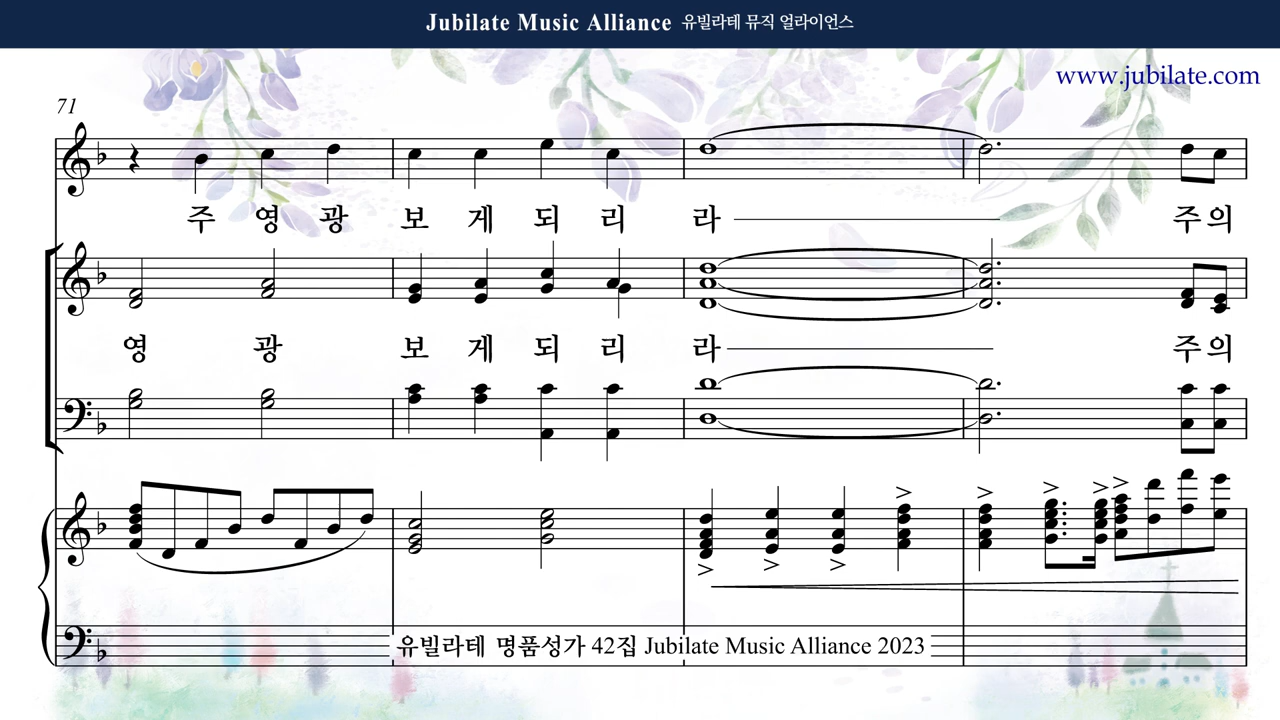 Jubilate Music Alliance 유빌라테 뮤직 얼라이언스
www.jubilate.com
71
주 영 광 보 게 되 리 라 주 의
영 광 보 게 되 리 라 주 의
유빌라테 명품성가 42집 Jubilate Music Alliance 2023